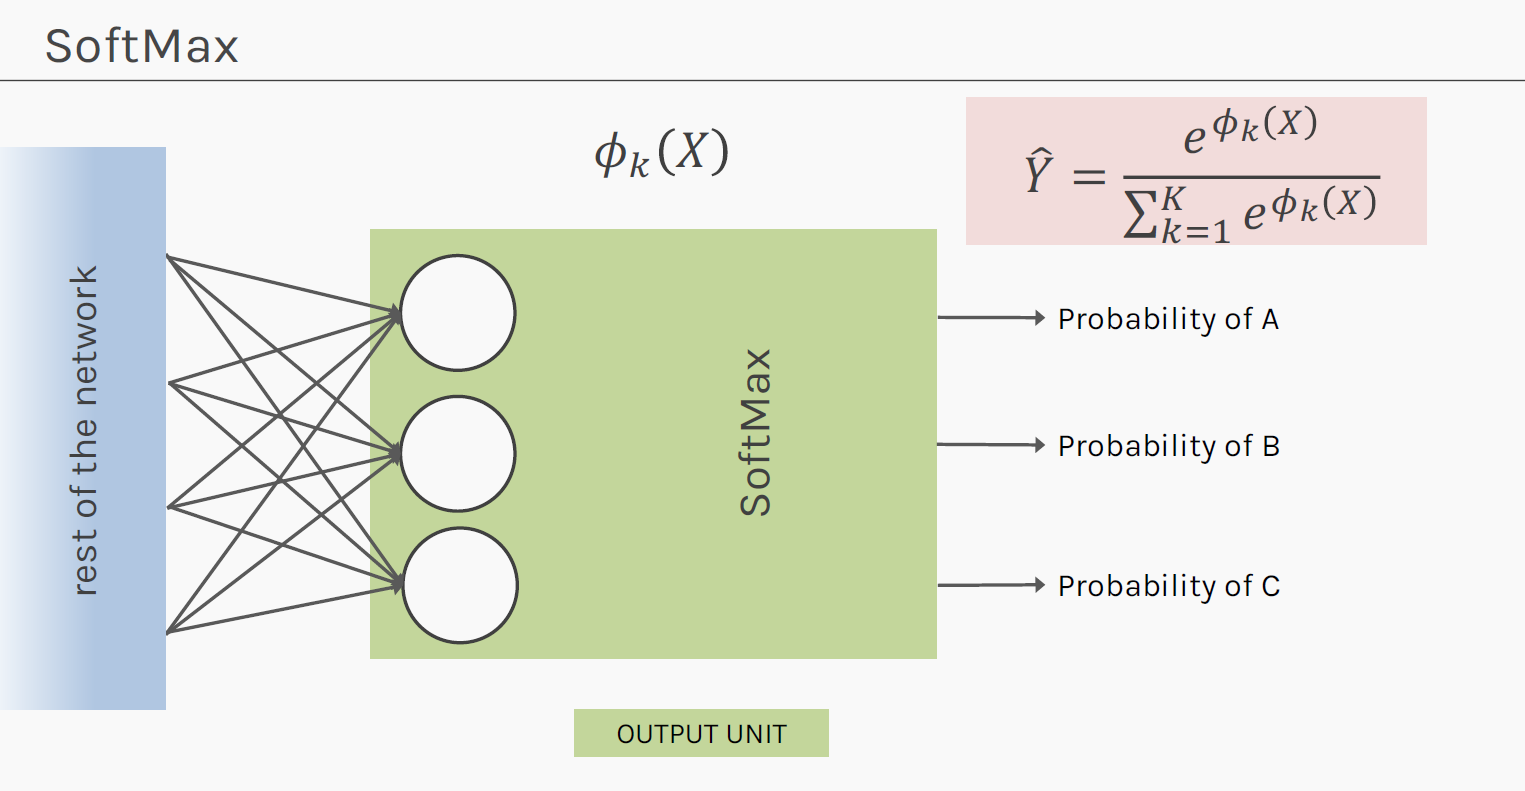 SoftMax
ϕₖ(X)
Ŷ = e^{ϕₖ(X)} / ∑_{k=1}^{K} e^{ϕₖ(X)}
rest of the network
SoftMax
Probability of A
Probability of B
Probability of C
OUTPUT UNIT